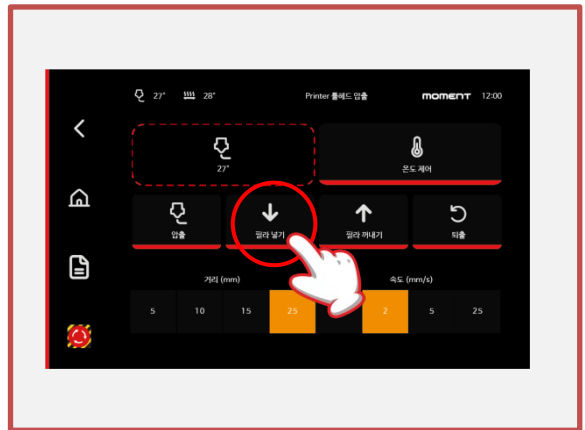 27° 28° Printer 툴헤드 압출 moment 12:00
27°
온도 제어
압출 필라 넣기 필라 꺼내기 퇴출
거리 (mm) 속도 (mm/s)
5 10 15 25 2 5 25